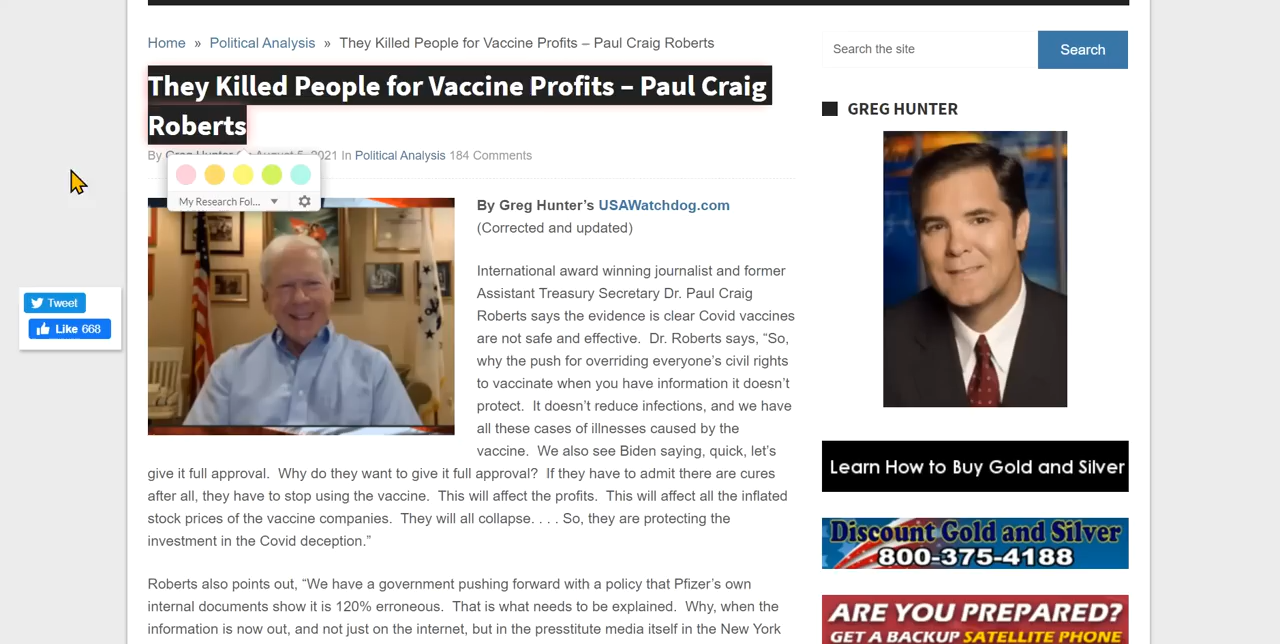 Home » Political Analysis » They Killed People for Vaccine Profits – Paul Craig Roberts
They Killed People for Vaccine Profits – Paul Craig
Roberts
By Greg Hunter On August 5, 2021 In Political Analysis 184 Comments
My Research Fol...
Tweet
Like 668
By Greg Hunter’s USAWatchdog.com
(Corrected and updated)
International award winning journalist and former
Assistant Treasury Secretary Dr. Paul Craig
Roberts says the evidence is clear Covid vaccines
are not safe and effective.  Dr. Roberts says, “So,
why the push for overriding everyone’s civil rights
to vaccinate when you have information it doesn’t
protect.  It doesn’t reduce infections, and we have
all these cases of illnesses caused by the
vaccine.  We also see Biden saying, quick, let’s
give it full approval.  Why do they want to give it full approval?  If they have to admit there are cures
after all, they have to stop using the vaccine.  This will affect the profits.  This will affect all the inflated
stock prices of the vaccine companies.  They will all collapse. . . . So, they are protecting the
investment in the Covid deception.”
Roberts also points out, “We have a government pushing forward with a policy that Pfizer’s own
internal documents show it is 120% erroneous.  That is what needs to be explained.  Why, when the
information is now out, and not just on the internet, but in the presstitute media itself in the New York
Search the site
Search
GREG HUNTER
Learn How to Buy Gold and Silver
Discount Gold and Silver
800-375-4188
ARE YOU PREPARED?
GET A BACKUP SATELLITE PHONE